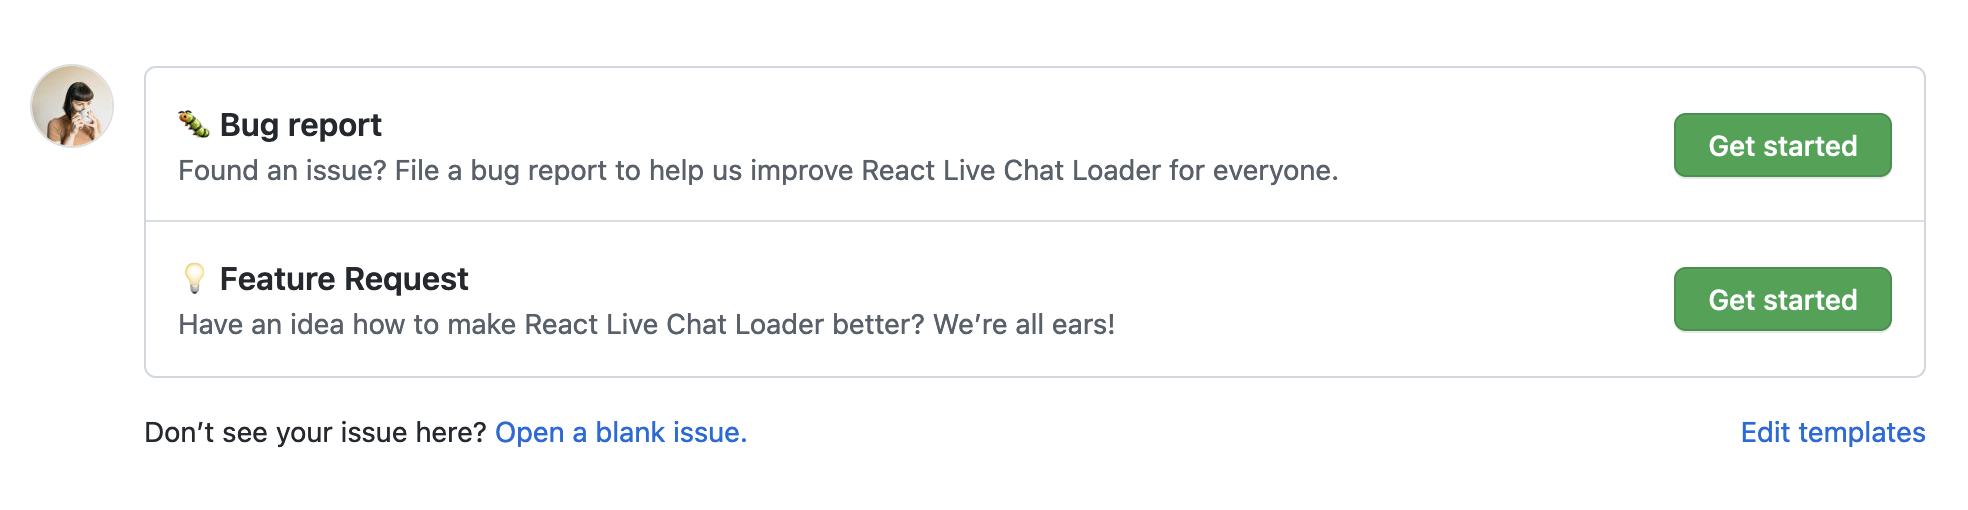 🐛 Bug report
Found an issue? File a bug report to help us improve React Live Chat Loader for everyone.
Get started
💡 Feature Request
Have an idea how to make React Live Chat Loader better? We’re all ears!
Get started
Don’t see your issue here? Open a blank issue.
Edit templates